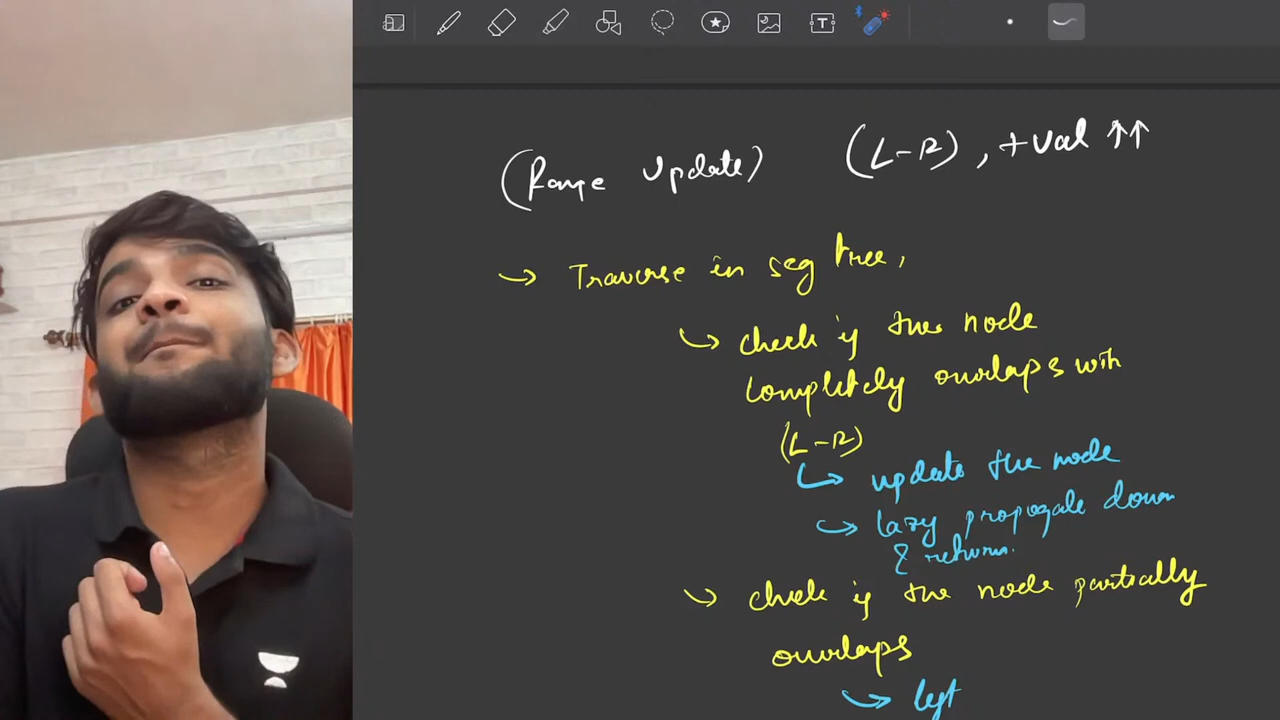 (Range Update) (L-R), +val ↑↑
→ Traverse in seg tree,
↳ check if the node
completely overlaps with
(L-R)
↳ update the node
↳ lazy propogate down
& return.
↳ check if the node partially
overlaps
↳ left